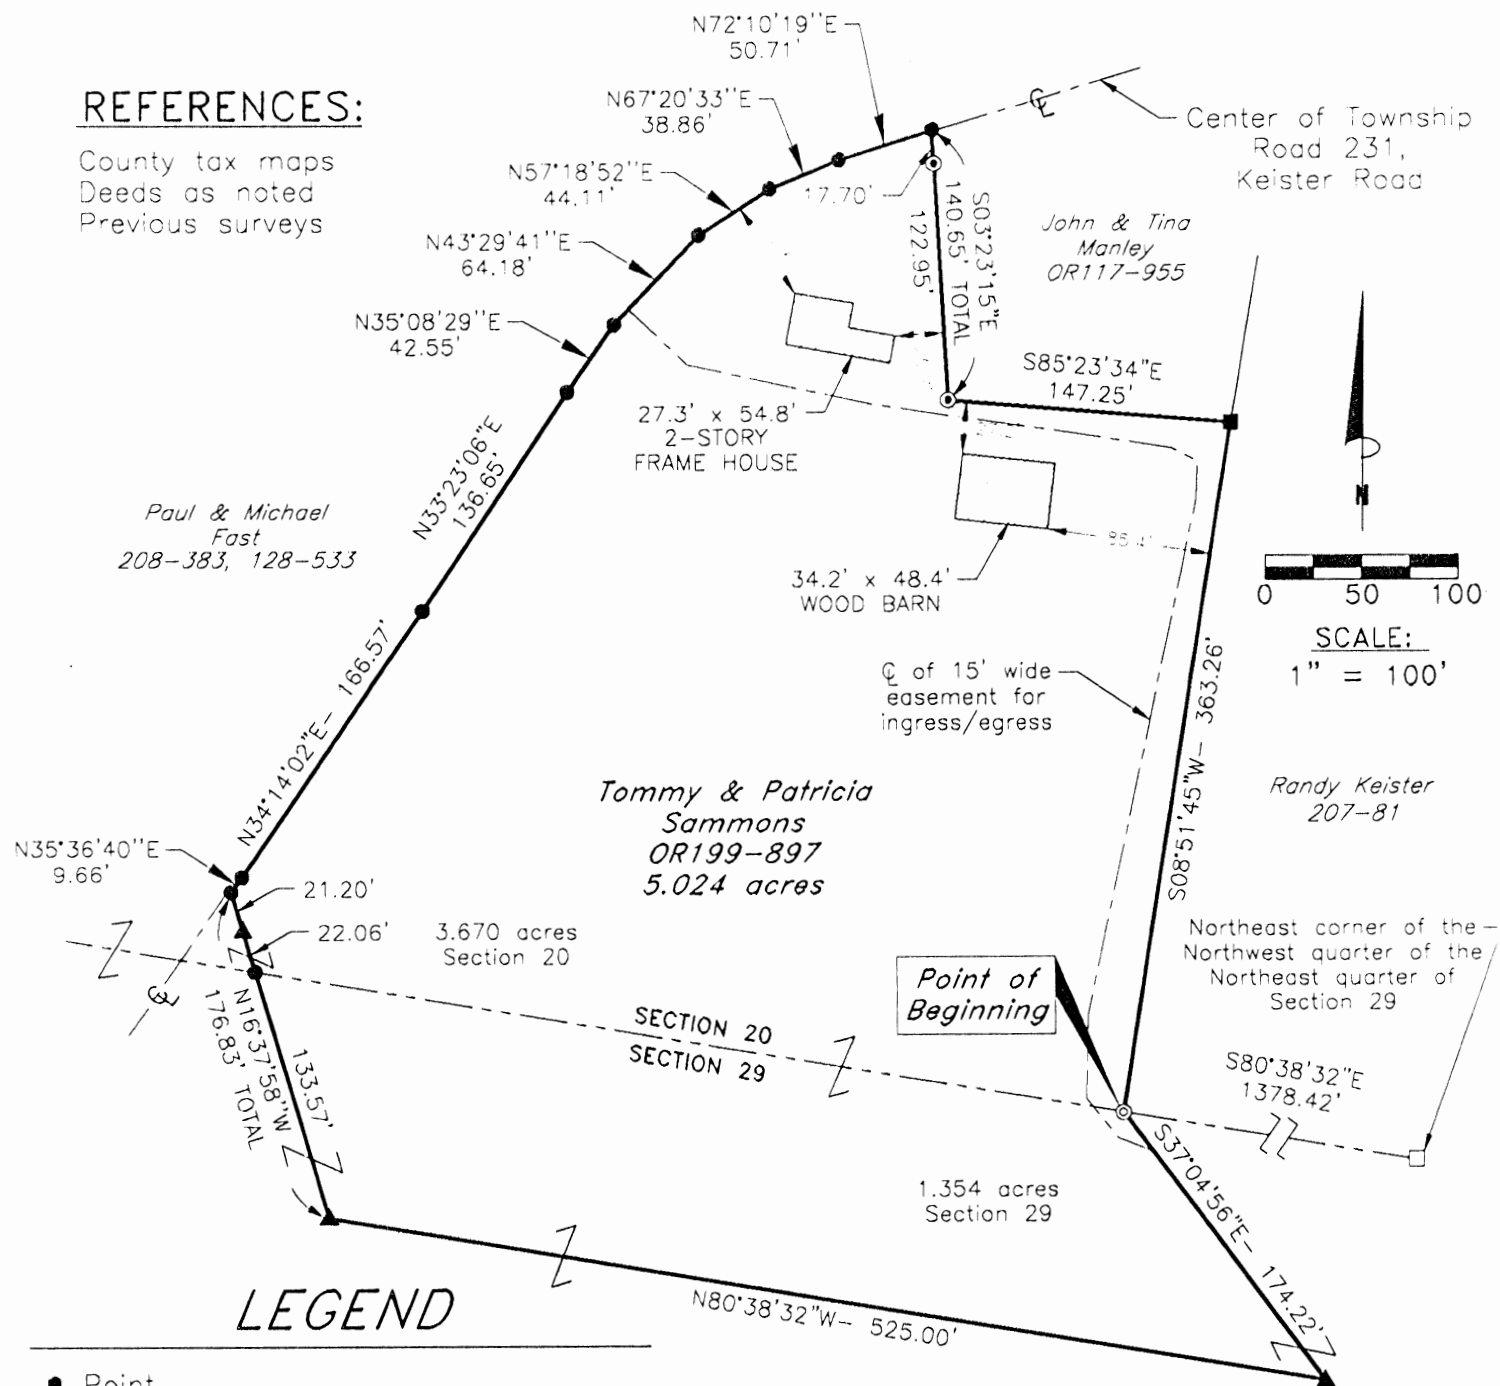 N72°10'19"E
50.71'
REFERENCES:
County tax maps
Deeds as noted
Previous surveys
N67°20'33"E
38.86'
N57°18'52"E
44.11'
N43°29'41"E
64.18'
N35°08'29"E
42.55'
N33°23'06"E
136.65'
17.70'
S03°23'15"E
140.65' TOTAL
122.95'
℄
Center of Township
Road 231,
Keister Road
John & Tina
Manley
OR117-955
S85°23'34"E
147.25'
27.3' x 54.8'
2-STORY
FRAME HOUSE
N
Paul & Michael
Fast
208-383, 128-533
34.2' x 48.4'
WOOD BARN
0 50 100
SCALE:
1" = 100'
N34°14'02"E- 166.57'
℄ of 15' wide
easement for
ingress/egress
S08°51'45"W- 363.26'
Tommy & Patricia
Sammons
OR199-897
5.024 acres
Randy Keister
207-81
N35°36'40"E
9.66'
21.20'
22.06'
3.670 acres
Section 20
℄
Northeast corner of the
Northwest quarter of the
Northeast quarter of
Section 29
Point of
Beginning
SECTION 20
SECTION 29
N16°37'58"W
176.83' TOTAL
133.57'
S80°38'32"E
1378.42'
S37°04'56"E- 174.22'
1.354 acres
Section 29
N80°38'32"W- 525.00'
LEGEND
Point